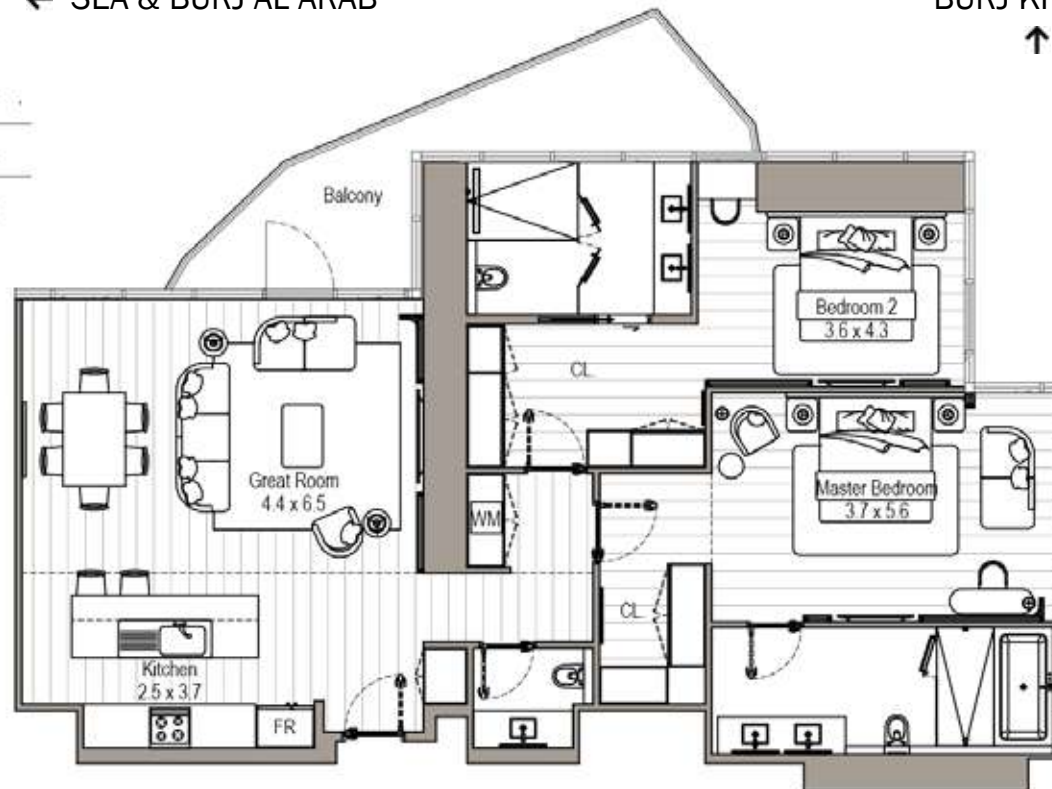 ← SEA & BURJ AL ARAB
↑
Balcony
Bedroom 2
3.6 x 4.3
CL.
Great Room
4.4 x 6.5
Master Bedroom
3.7 x 5.6
WM
CL.
Kitchen
2.5 x 3.7
FR
BURJ